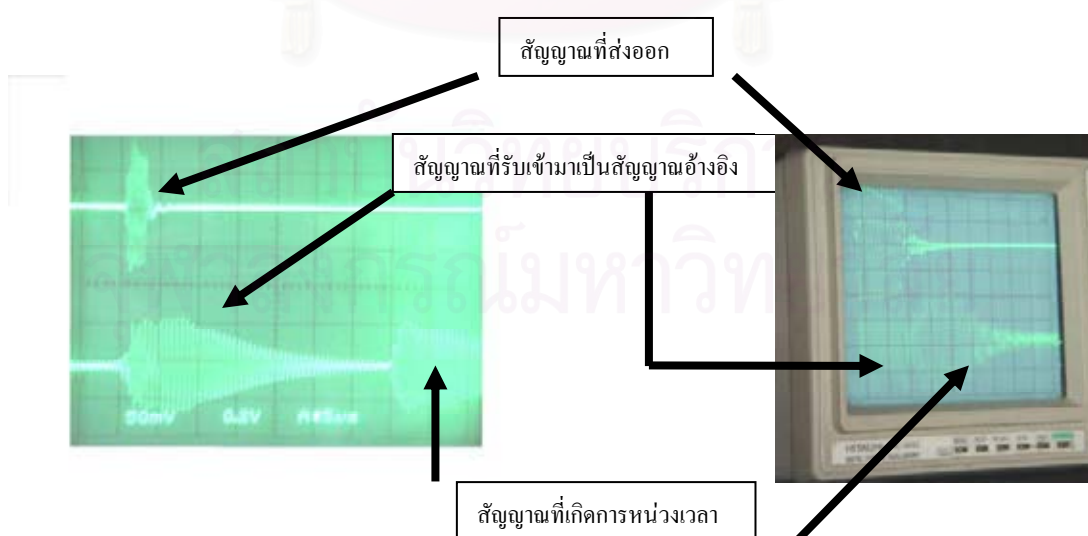 สัญญาณที่ส่งออก
สัญญาณที่รับเข้ามาเป็นสัญญาณอ้างอิง
50mV 0.2V
สัญญาณที่เกิดการหน่วงเวลา